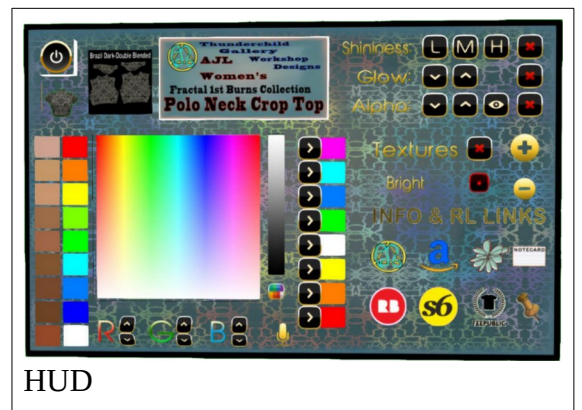 Brazil Dark-Double Blended
Thunderchild
Gallery
AJL Workshop
Designs
Women's
Fractal 1st Burns Collection
Polo Neck Crop Top
Shininess: L M H
Glow:
Alpha:
Textures
Bright
INFO & RL LINKS
a
NOTECARD
RB
s6
TEEPUBLIC
R G B
HUD